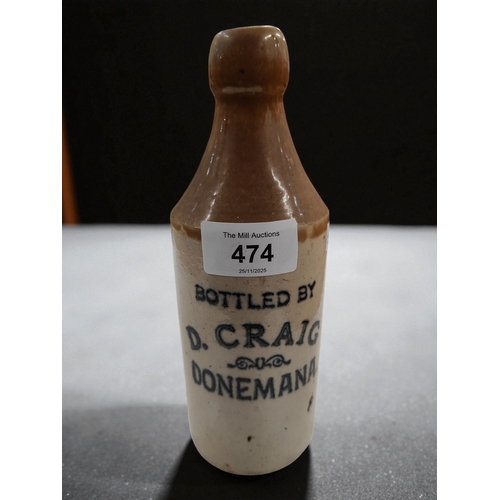 The Mill Auctions
474
25/11/2025
BOTTLED BY
D. CRAIG
DONEMANA.